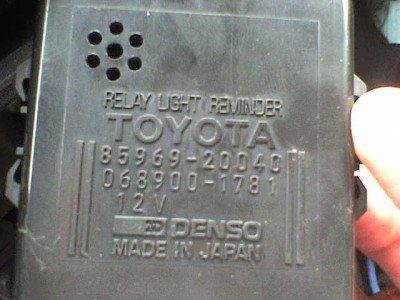 RELAY LIGHT REMINDER
TOYOTA
85969-20040
068900-1781
12V
DENSO
MADE IN JAPAN